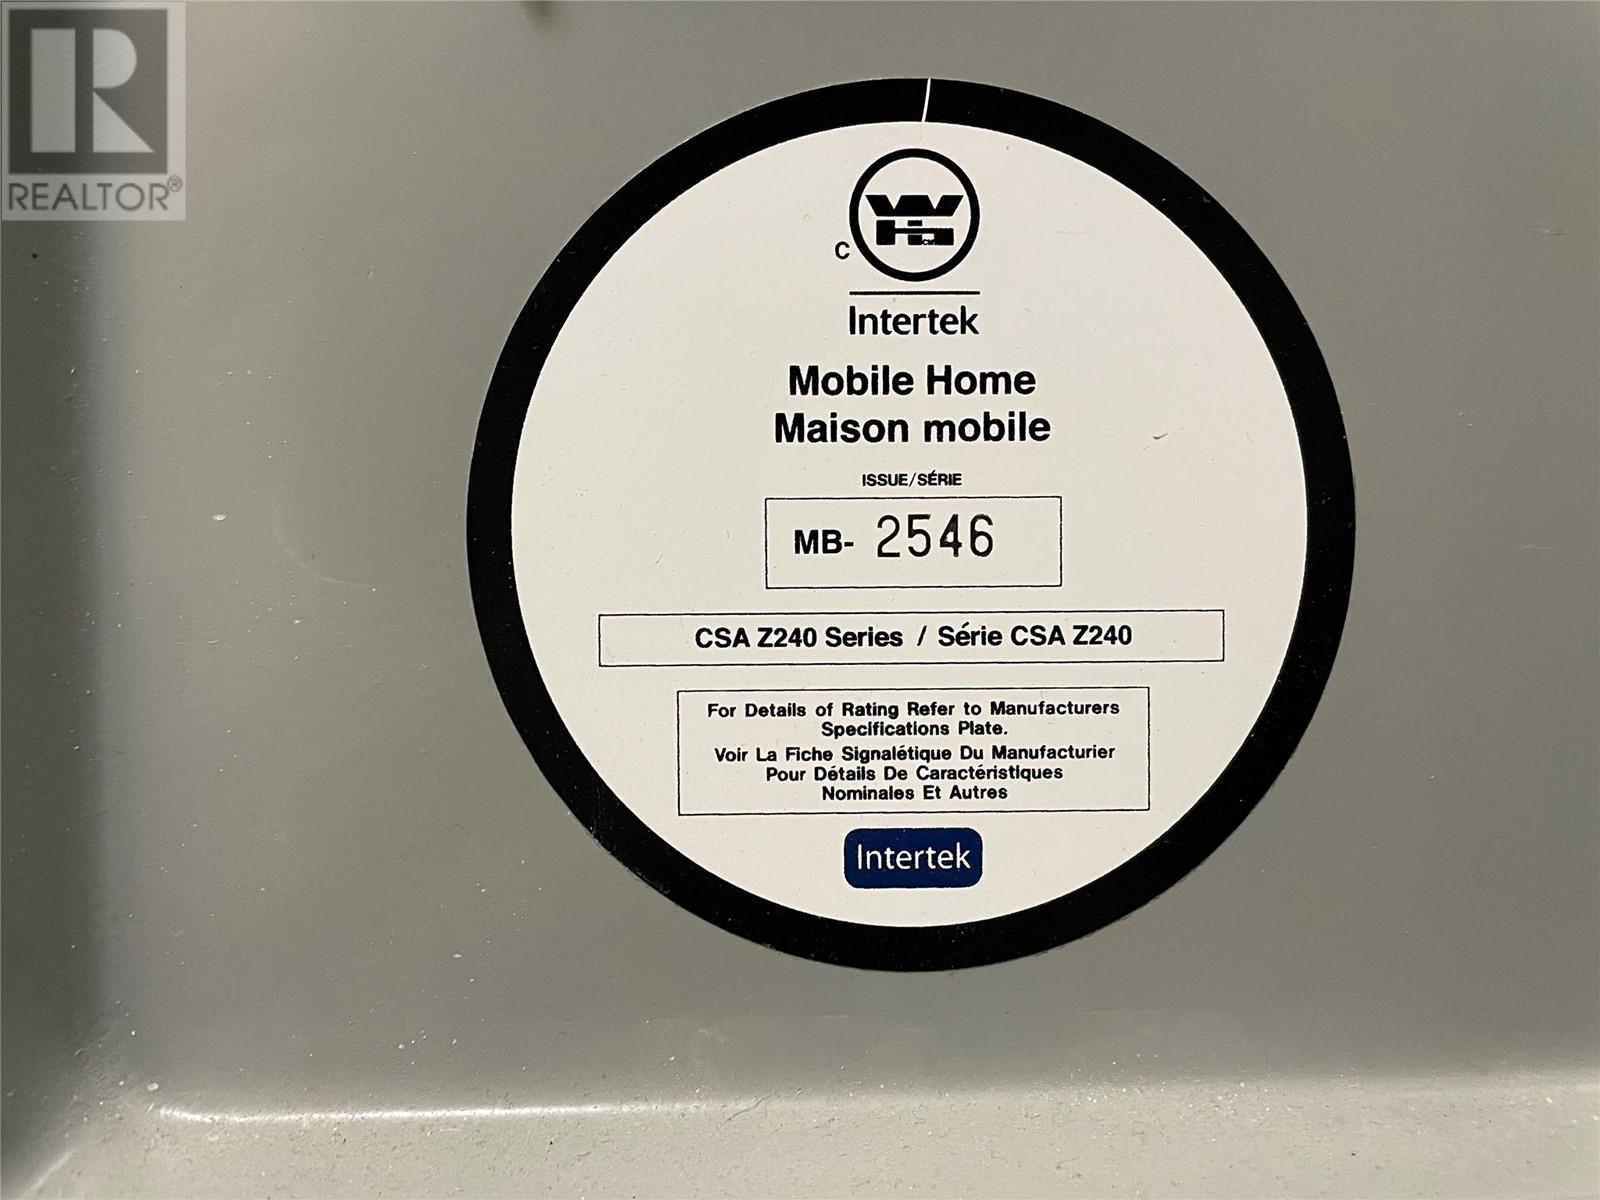 REALTOR®
WH
C
Intertek
Mobile Home
Maison mobile
ISSUE/SÉRIE
MB- 2546
CSA Z240 Series / Série CSA Z240
For Details of Rating Refer to Manufacturers
Specifications Plate.
Voir La Fiche Signalétique Du Manufacturier
Pour Détails De Caractéristiques
Nominales Et Autres
Intertek